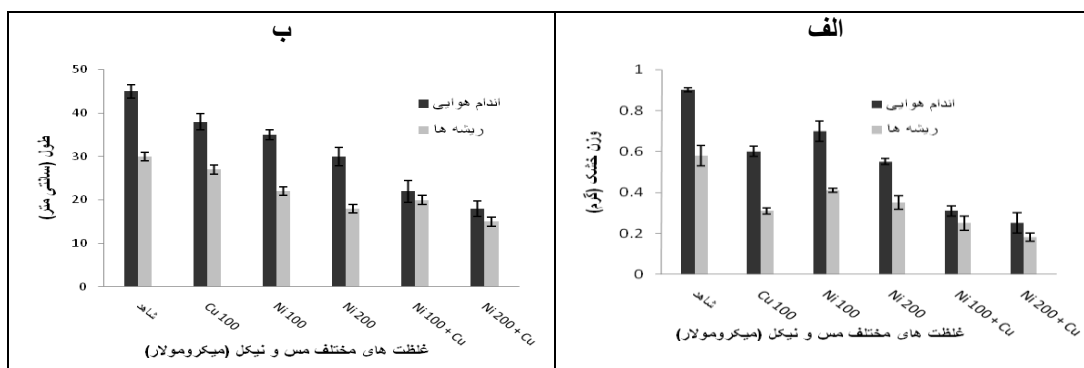 الف
وزن خشک (گرم)
1
0.8
0.6
0.4
0.2
0
اندام هوایی
ریشه ها
شاهد
Cu 100
Ni 100
Ni 200
Ni 100 + Cu
Ni 200 + Cu
غلظت های مختلف مس و نیکل (میکرومولار)
ب
طول (سانتی متر)
50
40
30
20
10
0
اندام هوایی
ریشه ها
شاهد
Cu 100
Ni 100
Ni 200
Ni 100 + Cu
Ni 200 + Cu
غلظت های مختلف مس و نیکل (میکرومولار)